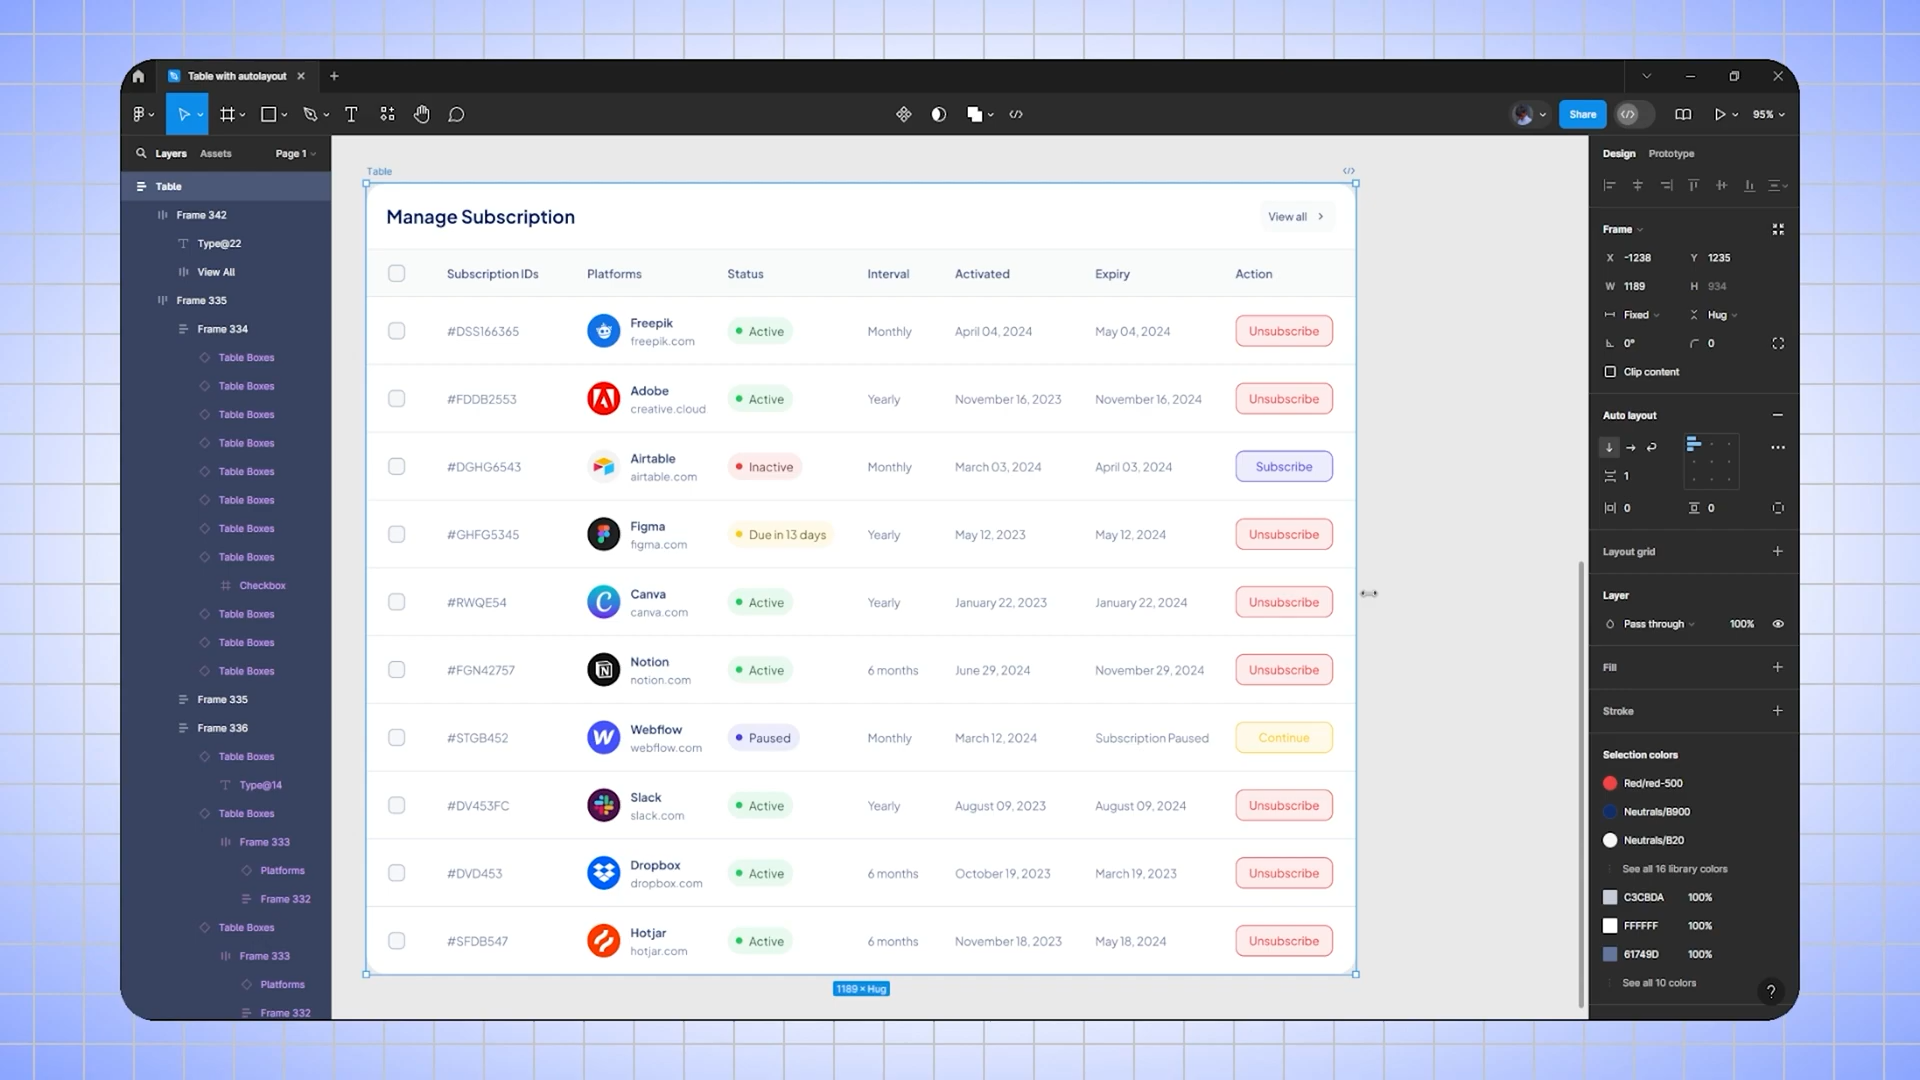 Table with autolayout
Share
95%
Layers Assets Page 1
Table
Frame 342
Type@22
View All
Frame 335
Frame 334
Table Boxes
Table Boxes
Table Boxes
Table Boxes
Table Boxes
Table Boxes
Table Boxes
Table Boxes
Checkbox
Table Boxes
Table Boxes
Table Boxes
Frame 335
Frame 336
Table Boxes
Type@14
Table Boxes
Frame 333
Platforms
Frame 332
Table Boxes
Frame 333
Platforms
Frame 332
Table
Manage Subscription
View all
Subscription IDs Platforms Status Interval Activated Expiry Action
#DSS166365 Freepik freepik.com Active Monthly April 04, 2024 May 04, 2024 Unsubscribe
#FDDB2553 Adobe creative.cloud Active Yearly November 16, 2023 November 16, 2024 Unsubscribe
#DGHG6543 Airtable airtable.com Inactive Monthly March 03, 2024 April 03, 2024 Subscribe
#GHFG5345 Figma figma.com Due in 13 days Yearly May 12, 2023 May 12, 2024 Unsubscribe
#RWQE54 Canva canva.com Active Yearly January 22, 2023 January 22, 2024 Unsubscribe
#FGN42757 Notion notion.com Active 6 months June 29, 2024 November 29, 2024 Unsubscribe
#STGB452 Webflow webflow.com Paused Monthly March 12, 2024 Subscription Paused Continue
#DV453FC Slack slack.com Active Yearly August 09, 2023 August 09, 2024 Unsubscribe
#DVD453 Dropbox dropbox.com Active 6 months October 19, 2023 March 19, 2023 Unsubscribe
#SFDB547 Hotjar hotjar.com Active 6 months November 18, 2023 May 18, 2024 Unsubscribe
1189 × Hug
Design Prototype
Frame
X -1238 Y 1235
W 1189 H 934
Fixed Hug
0° 0
Clip content
Auto layout
1
0 0
Layout grid
Layer
Pass through 100%
Fill
Stroke
Selection colors
Red/red-500
Neutrals/B900
Neutrals/B20
See all 16 library colors
C3CBDA 100%
FFFFFF 100%
61749D 100%
See all 10 colors
?